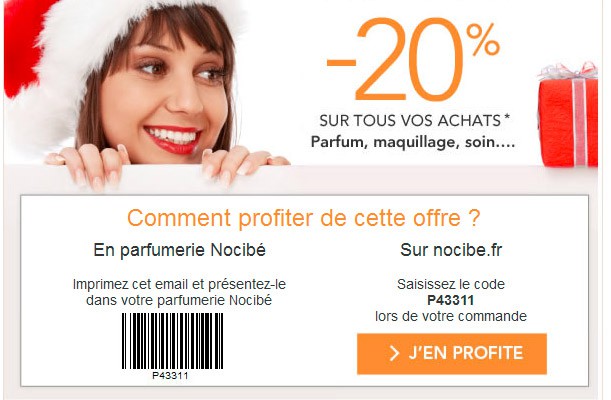 -20%
SUR TOUS VOS ACHATS*
Parfum, maquillage, soin....
Comment profiter de cette offre ?
En parfumerie Nocibé
Imprimez cet email et présentez-le
dans votre parfumerie Nocibé
P43311
Sur nocibe.fr
Saisissez le code
P43311
lors de votre commande
J'EN PROFITE